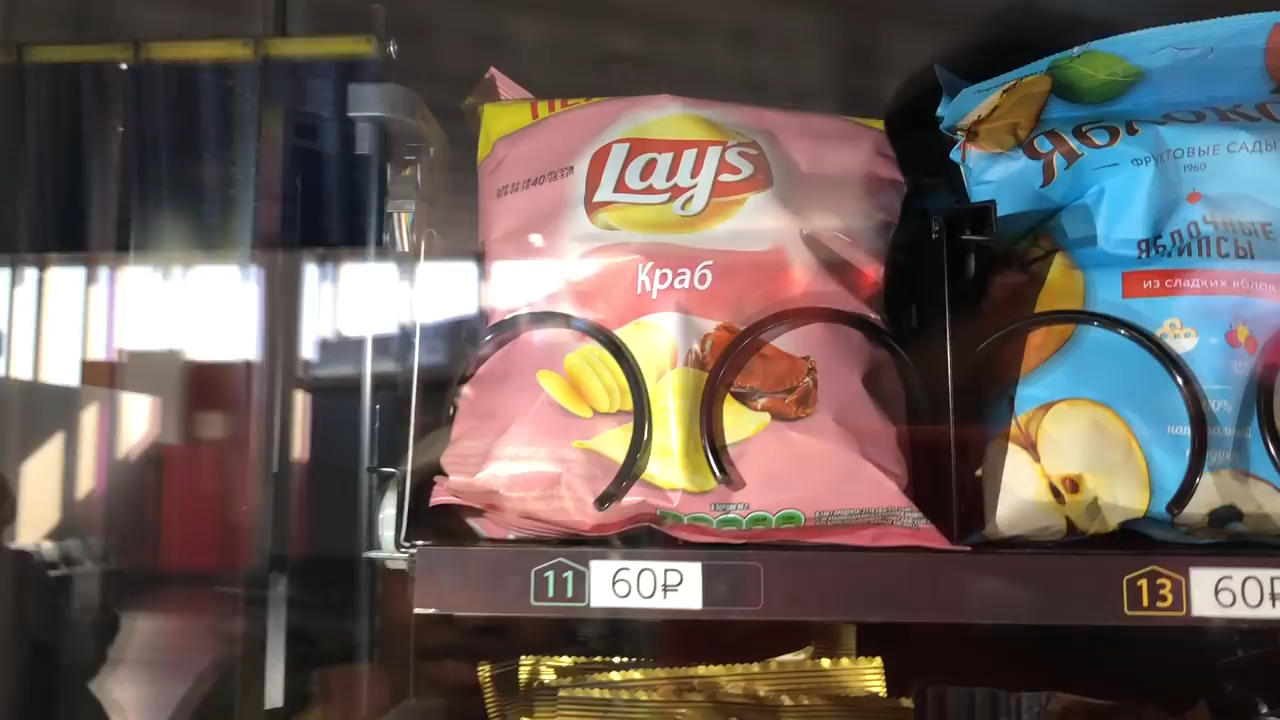 Lay's
Краб
11
60₽
Яблоко
ФРУКТОВЫЕ САДЫ
1960
ЯБЛОЧНЫЕ
ЧИПСЫ
ИЗ СЛАДКИХ ЯБЛОК
13
60₽